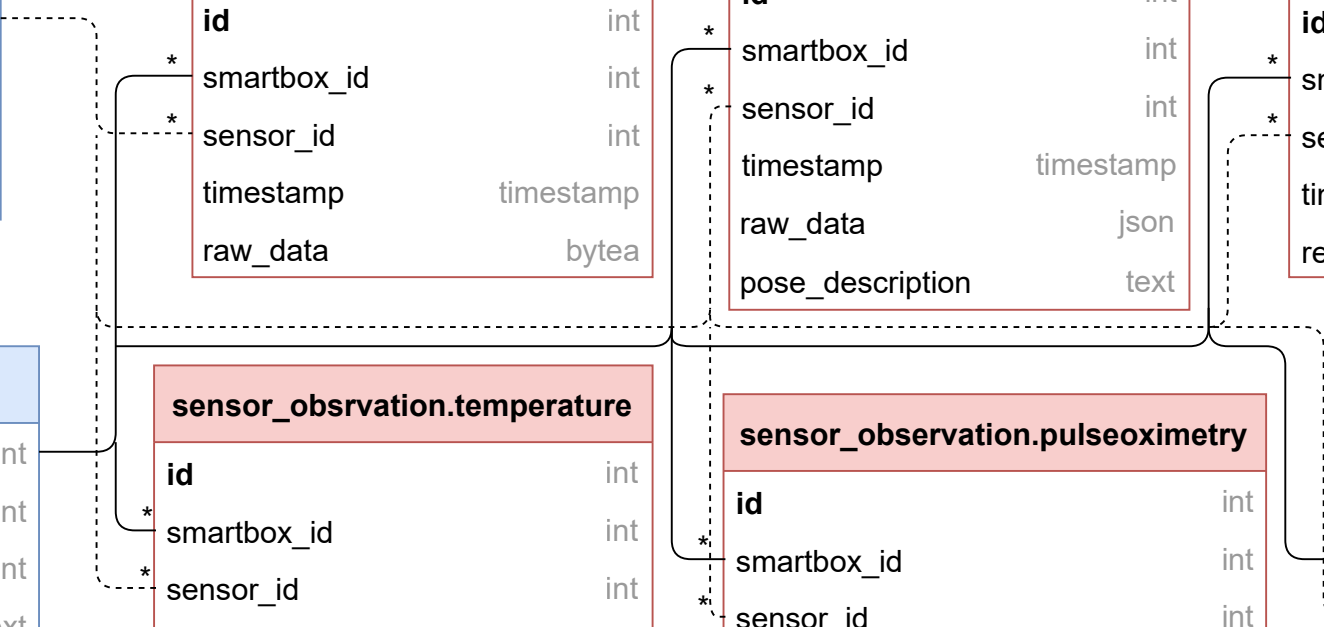 id int
* smartbox_id int
* sensor_id int
timestamp timestamp
raw_data bytea
* smartbox_id int
* sensor_id int
timestamp timestamp
raw_data json
pose_description text
id
*
*
sensor_obsrvation.temperature
id int
* smartbox_id int
* sensor_id int
sensor_observation.pulseoximetry
id int
* smartbox_id int
* sensor_id int